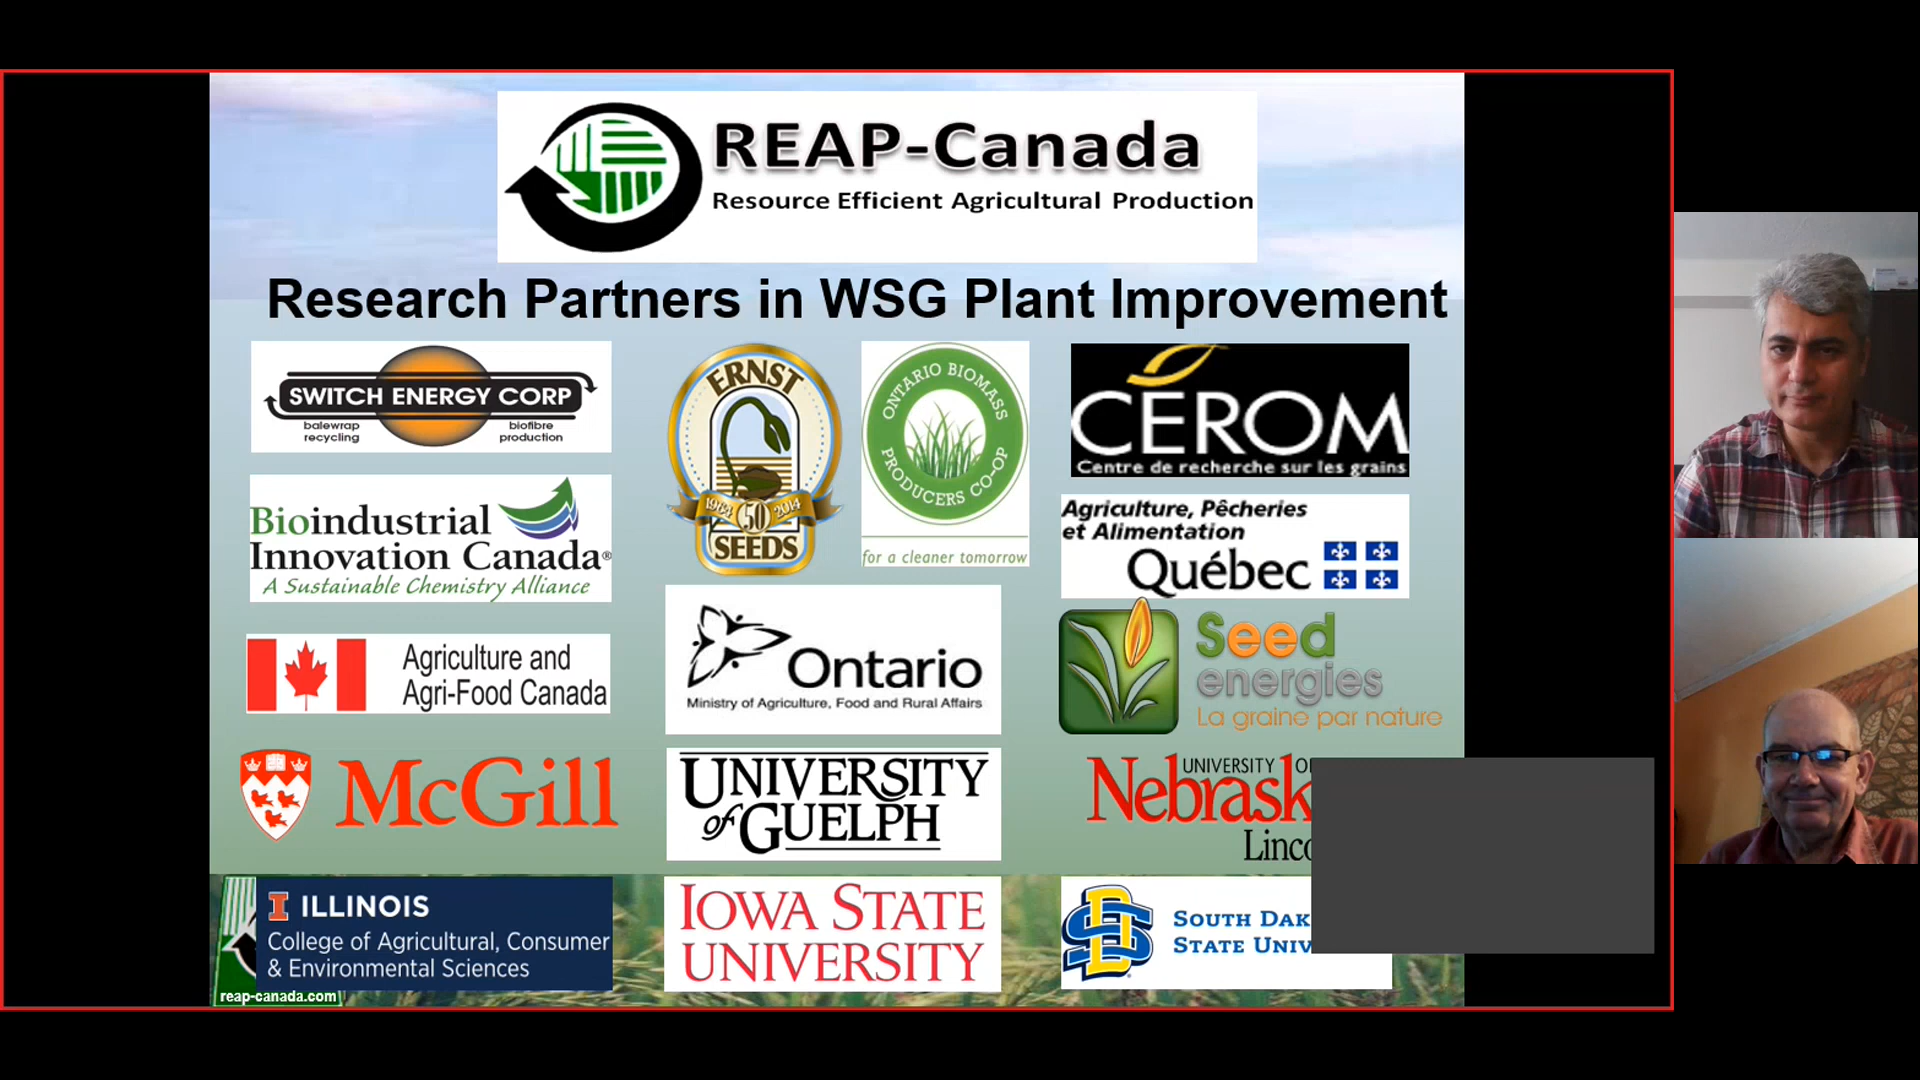 REAP-Canada
Resource Efficient Agricultural Production
Research Partners in WSG Plant Improvement
SWITCH ENERGY CORP
balewrap
recycling
biofibre
production
ERNST
1964 50 2014
SEEDS
ONTARIO BIOMASS
PRODUCERS CO-OP
for a cleaner tomorrow
CÉROM
Centre de recherche sur les grains
Bioindustrial
Innovation Canada®
A Sustainable Chemistry Alliance
Agriculture, Pêcheries
et Alimentation
Québec
Agriculture and
Agri-Food Canada
Ontario
Ministry of Agriculture, Food and Rural Affairs
Seed
energies
La graine par nature
McGill
UNIVERSITY
OF GUELPH
UNIVERSITY
Nebrask
Linc
I ILLINOIS
College of Agricultural, Consumer
& Environmental Sciences
IOWA STATE
UNIVERSITY
SOUTH DAK
STATE UNIV
reap-canada.com